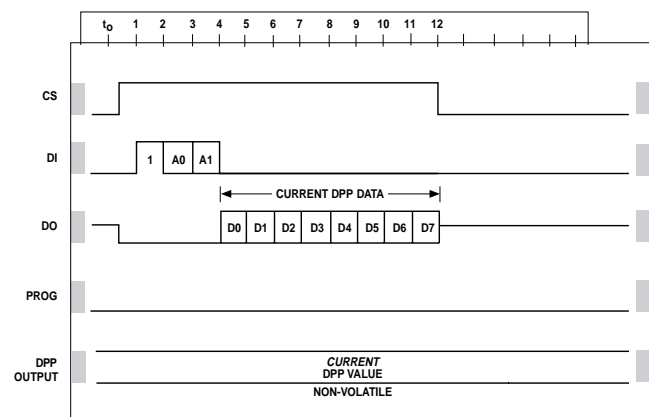 to 1 2 3 4 5 6 7 8 9 10 11 12
CS
DI
1 A0 A1
CURRENT DPP DATA
DO
D0 D1 D2 D3 D4 D5 D6 D7
PROG
DPP
OUTPUT
CURRENT
DPP VALUE
NON-VOLATILE